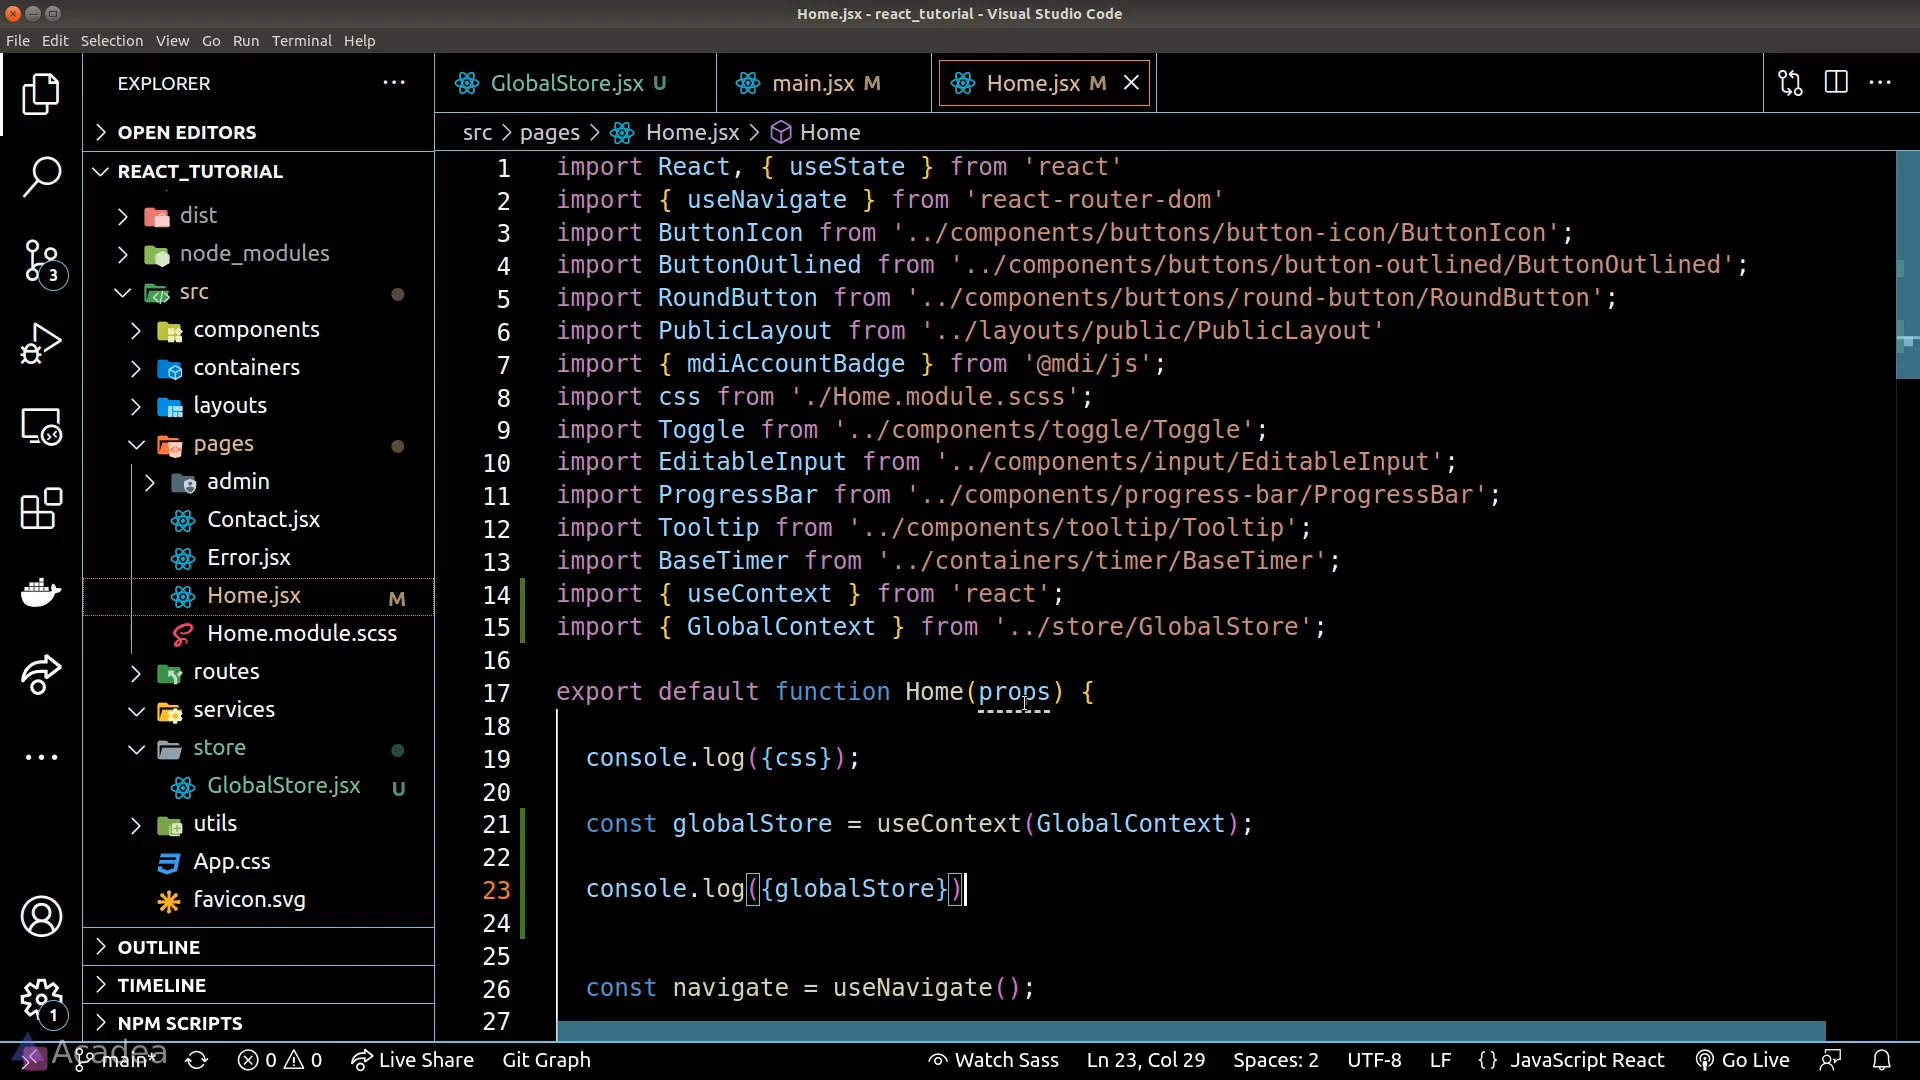 Home.jsx - react_tutorial - Visual Studio Code
File Edit Selection View Go Run Terminal Help
EXPLORER
OPEN EDITORS
REACT_TUTORIAL
dist
node_modules
src
components
containers
layouts
pages
admin
Contact.jsx
Error.jsx
Home.jsx M
Home.module.scss
routes
services
store
GlobalStore.jsx U
utils
App.css
favicon.svg
OUTLINE
TIMELINE
NPM SCRIPTS
3
1
GlobalStore.jsx U main.jsx M Home.jsx M
src > pages > Home.jsx > Home
1 import React, { useState } from 'react'
2 import { useNavigate } from 'react-router-dom'
3 import ButtonIcon from '../components/buttons/button-icon/ButtonIcon';
4 import ButtonOutlined from '../components/buttons/button-outlined/ButtonOutlined';
5 import RoundButton from '../components/buttons/round-button/RoundButton';
6 import PublicLayout from '../layouts/public/PublicLayout'
7 import { mdiAccountBadge } from '@mdi/js';
8 import css from './Home.module.scss';
9 import Toggle from '../components/toggle/Toggle';
10 import EditableInput from '../components/input/EditableInput';
11 import ProgressBar from '../components/progress-bar/ProgressBar';
12 import Tooltip from '../components/tooltip/Tooltip';
13 import BaseTimer from '../containers/timer/BaseTimer';
14 import { useContext } from 'react';
15 import { GlobalContext } from '../store/GlobalStore';
16
17 export default function Home(props) {
18
19 console.log({css});
20
21 const globalStore = useContext(GlobalContext);
22
23 console.log({globalStore})
24
25
26 const navigate = useNavigate();
27
Acadea
main* 0 0 Live Share Git Graph Watch Sass Ln 23, Col 29 Spaces: 2 UTF-8 LF {} JavaScript React Go Live